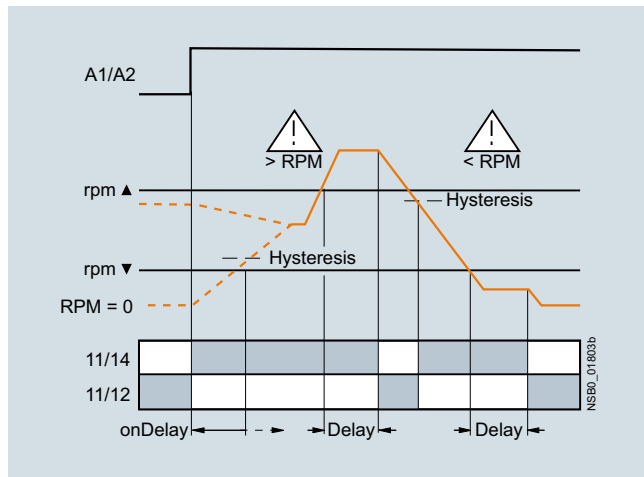 A1/A2
> RPM
< RPM
rpm ▲
Hysteresis
Hysteresis
rpm ▼
RPM = 0
11/14
11/12
onDelay
Delay
Delay
NSB0_01803b